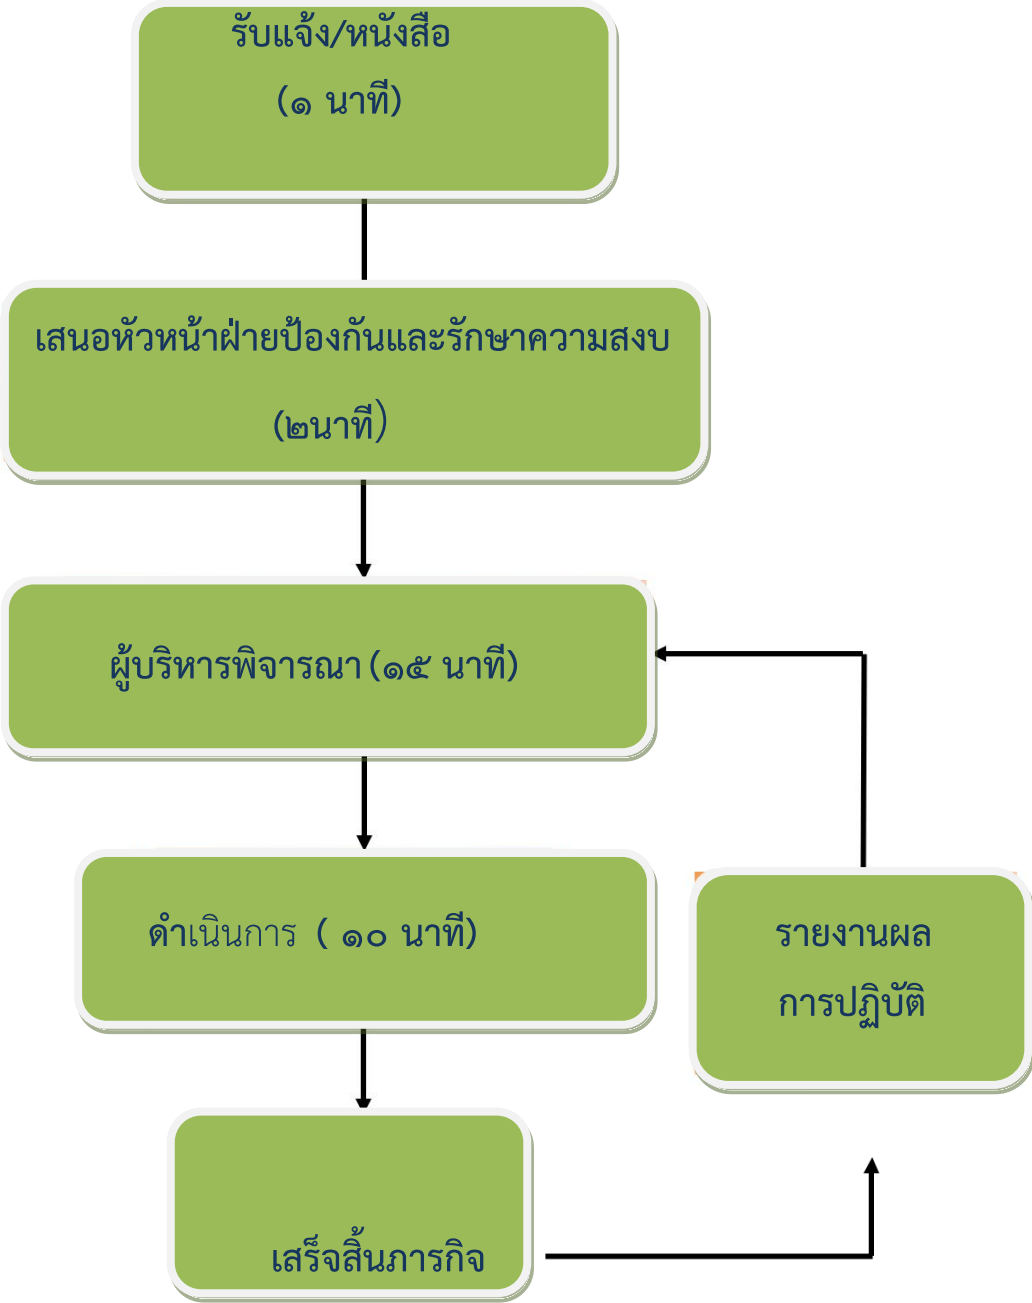 รับแจ้ง/หนังสือ
(๑ นาที)
เสนอหัวหน้าฝ่ายป้องกันและรักษาความสงบ
(๒นาที)
ผู้บริหารพิจารณา (๑๕ นาที)
ดำเนินการ ( ๑๐ นาที)
เสร็จสิ้นภารกิจ
รายงานผล
การปฏิบัติ